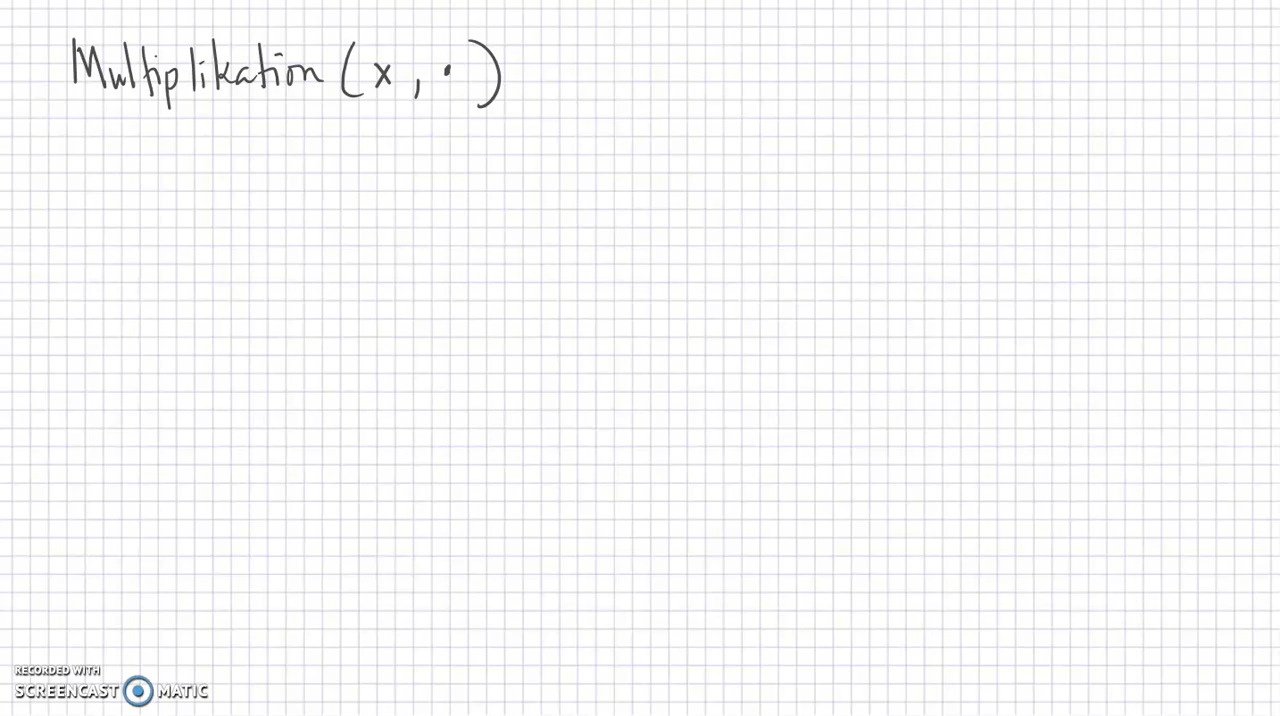 Multiplikation (x , ·)
RECORDED WITH
SCREENCAST MATIC